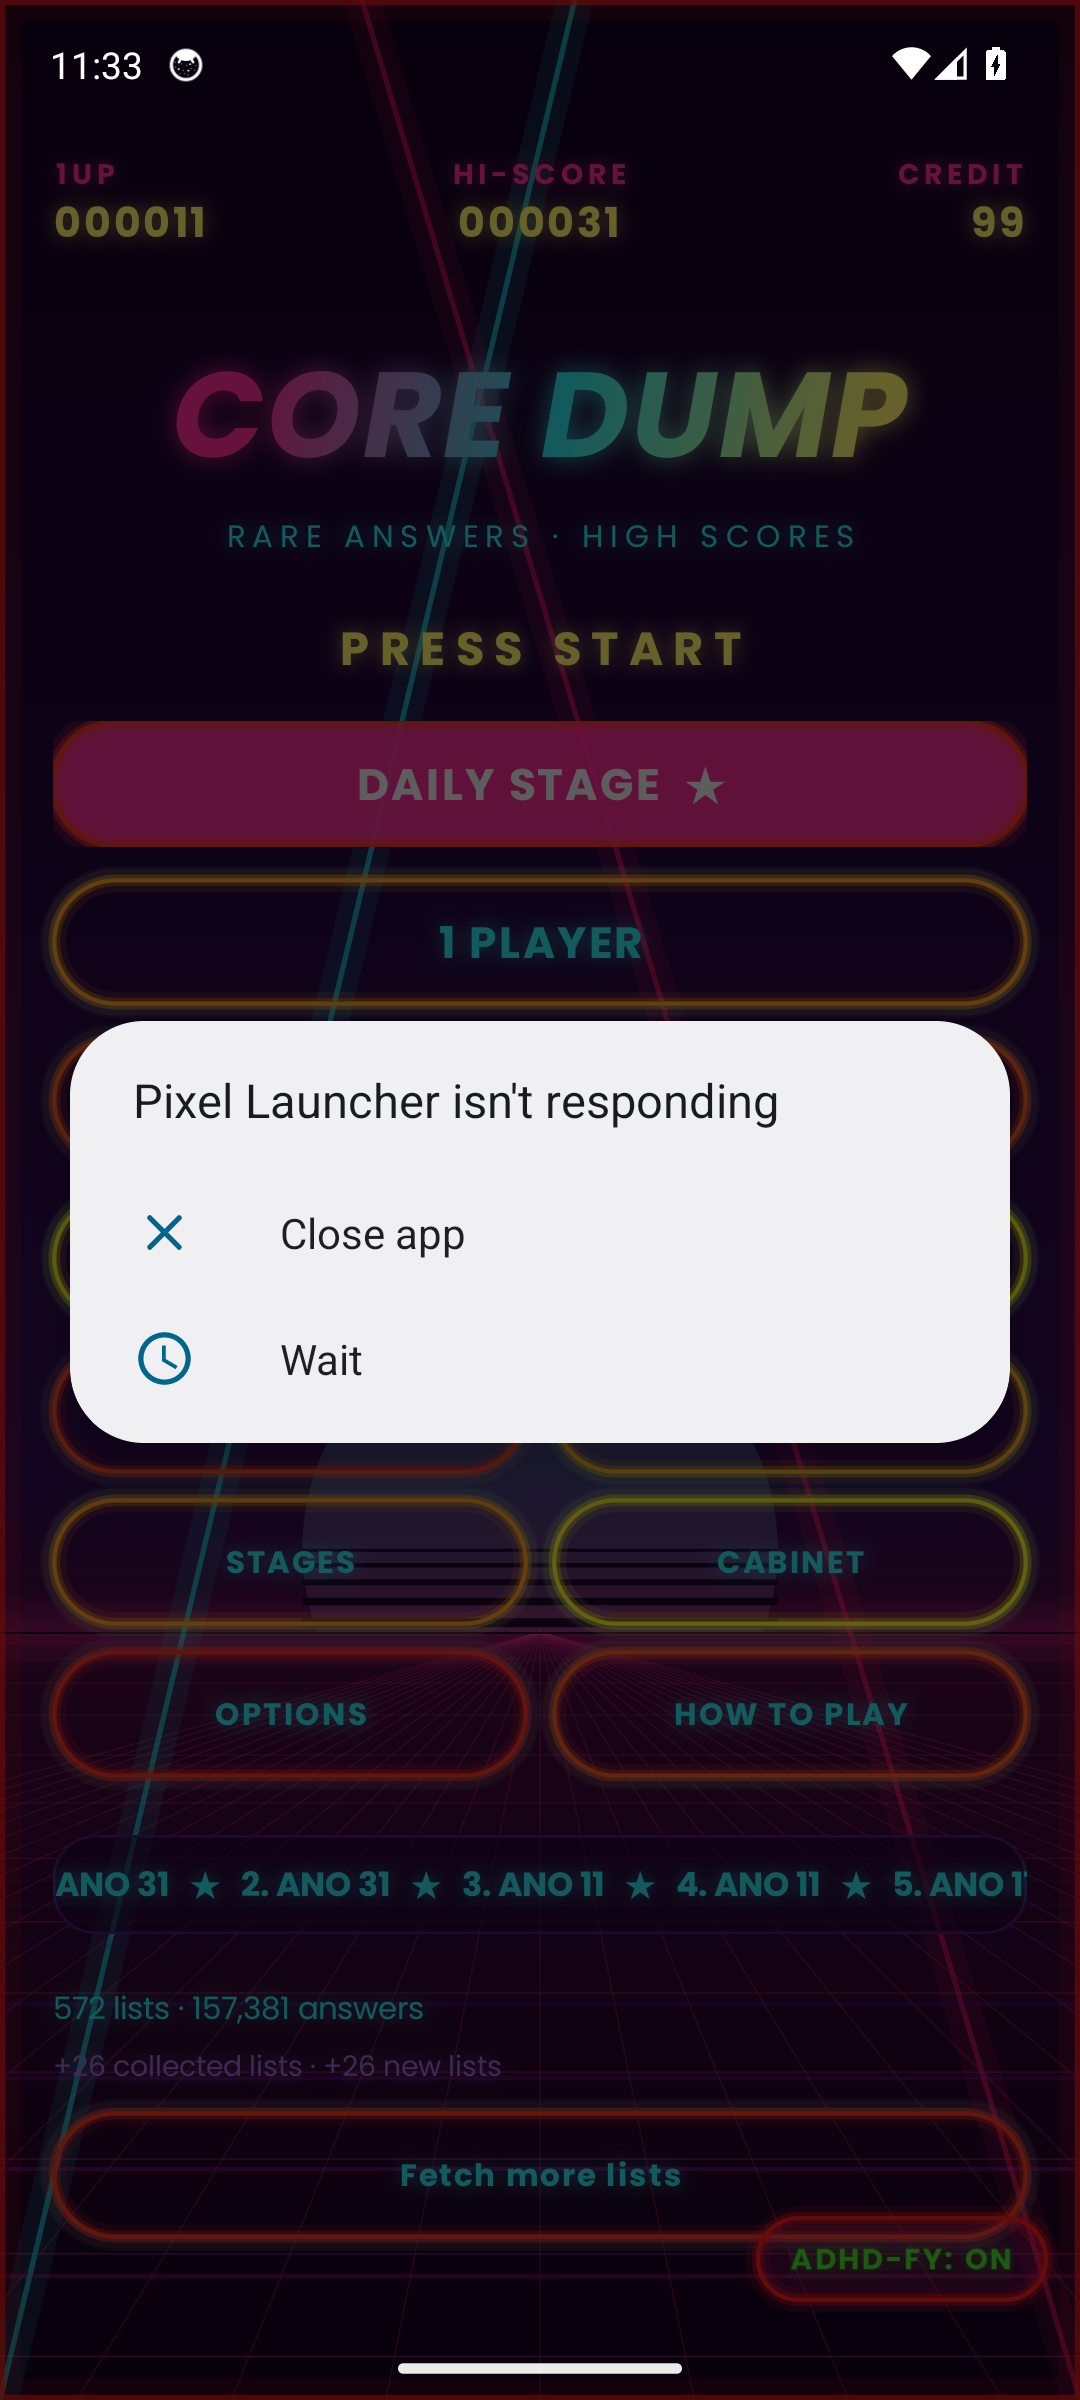 11:33
1UP HI-SCORE CREDIT
000011 000031 99
CORE DUMP
RARE ANSWERS · HIGH SCORES
PRESS START
DAILY STAGE ★
1 PLAYER
Pixel Launcher isn't responding
Close app
Wait
STAGES CABINET
OPTIONS HOW TO PLAY
ANO 31 ★ 2. ANO 31 ★ 3. ANO 11 ★ 4. ANO 11 ★ 5. ANO 11
572 lists · 157,381 answers
+26 collected lists · +26 new lists
Fetch more lists
ADHD-FY: ON